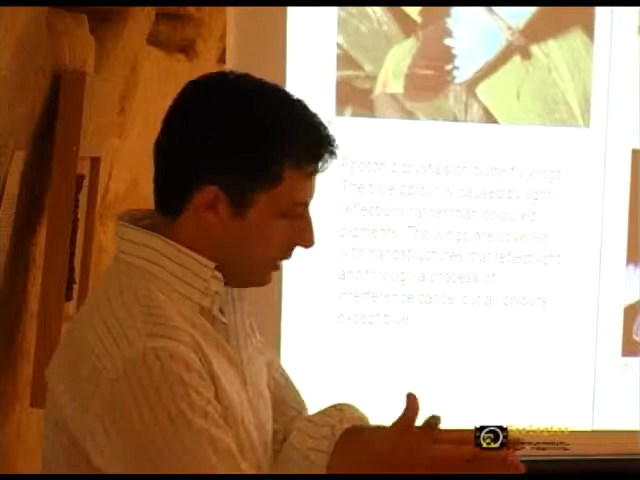 Photonic crystals on butterfly wings.
The blue colour is caused by light
reflections rather than coloured
pigments. The wings are covered
with nanostructures that reflect light
and through a process of
interference cancel out all colours
except blue.